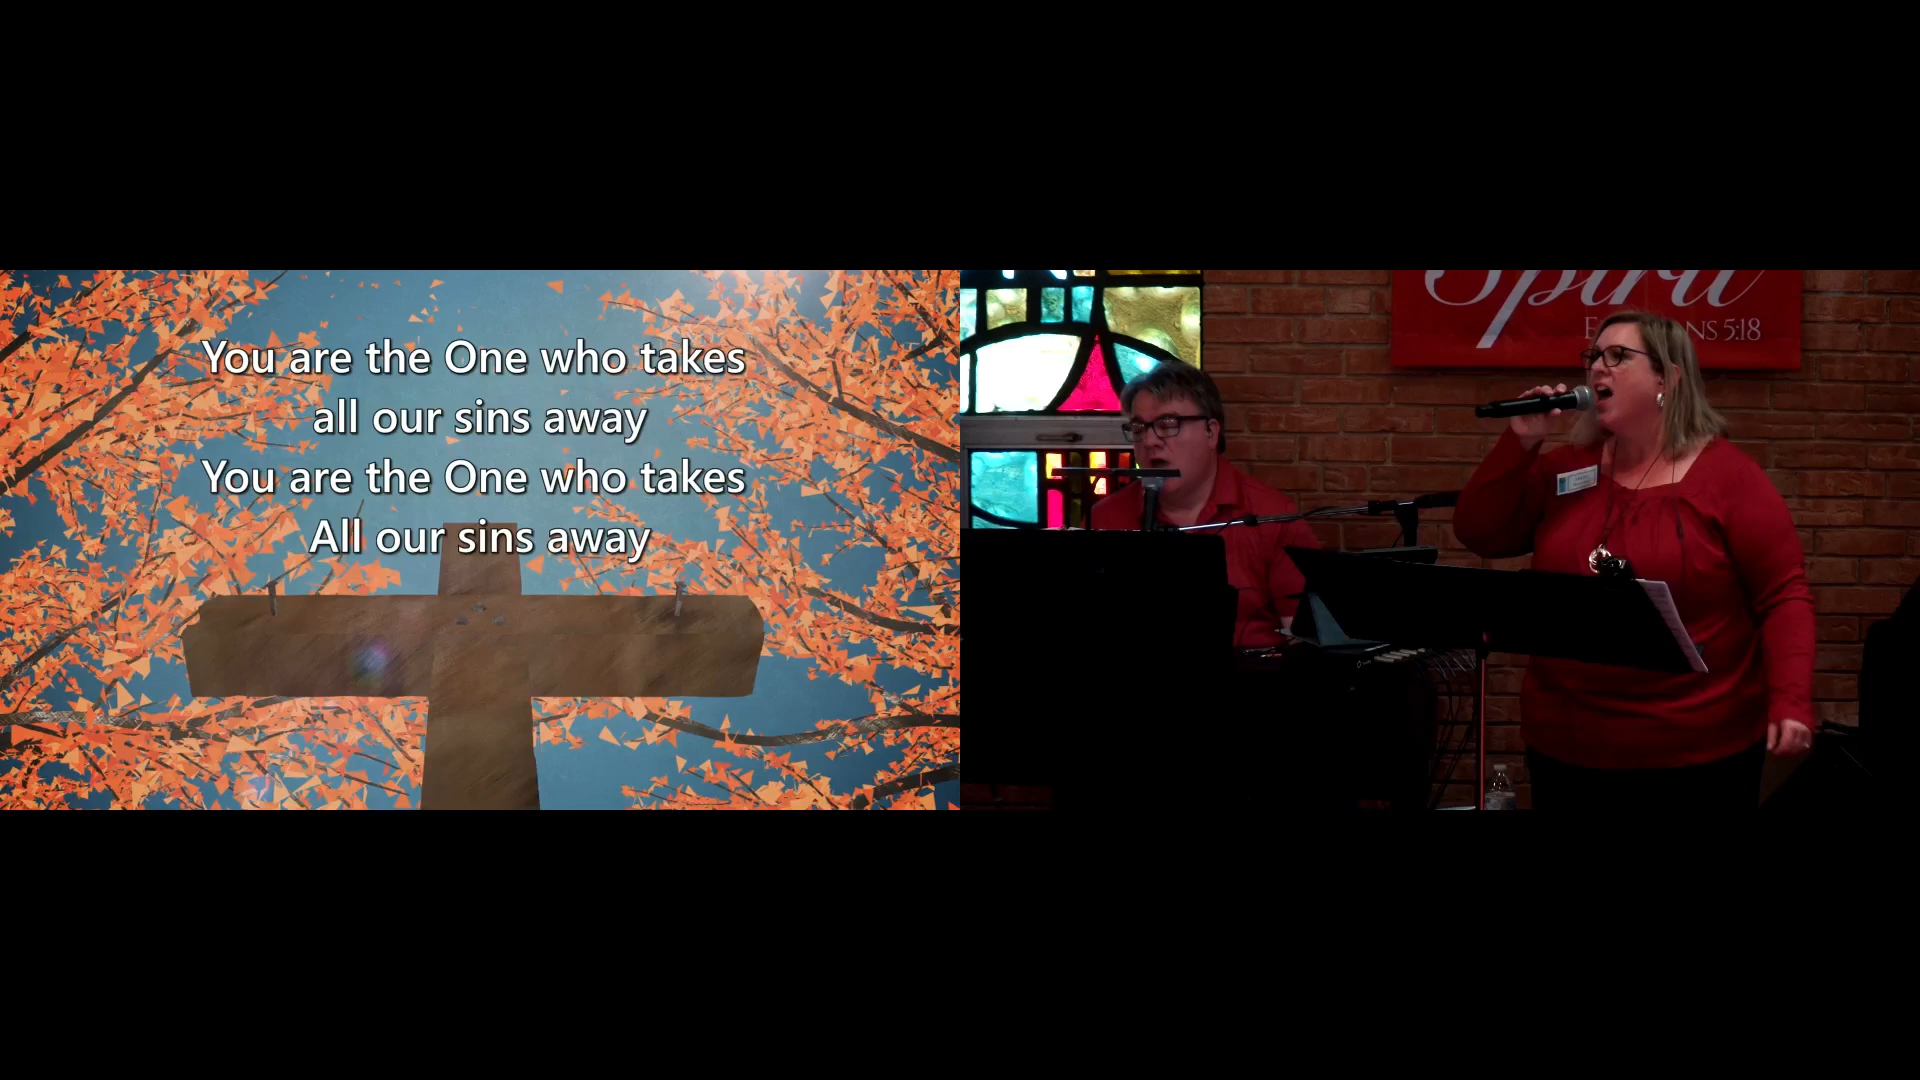 You are the One who takes
all our sins away
You are the One who takes
All our sins away
Spirit
5:18